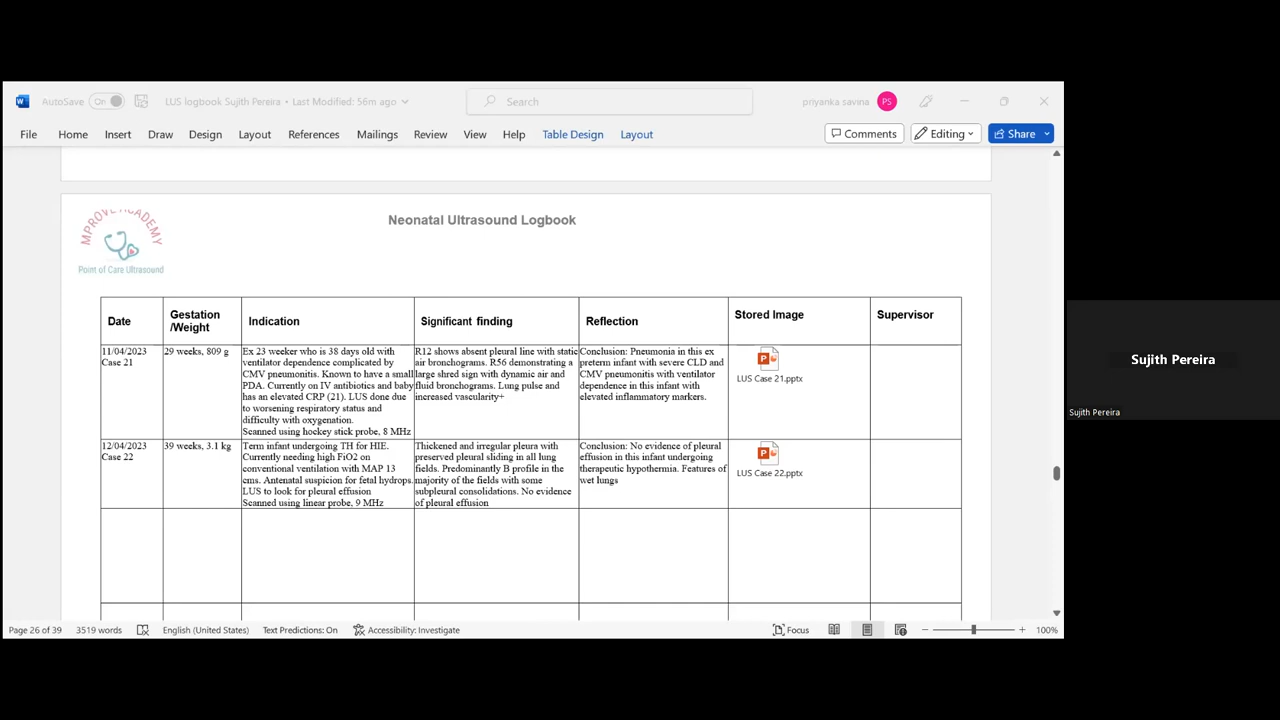 AutoSave On LUS logbook Sujith Pereira • Last Modified: 56m ago Search priyanka savina PS
File Home Insert Draw Design Layout References Mailings Review View Help Table Design Layout Comments Editing Share
MPROVE ACADEMY
Point of Care Ultrasound
Neonatal Ultrasound Logbook
Date
Gestation
/Weight
Indication
Significant finding
Reflection
Stored Image
Supervisor
11/04/2023
Case 21
29 weeks, 809 g
Ex 23 weeker who is 38 days old with
ventilator dependence complicated by
CMV pneumonitis. Known to have a small
PDA. Currently on IV antibiotics and baby
has an elevated CRP (21). LUS done due
to worsening respiratory status and
difficulty with oxygenation.
Scanned using hockey stick probe, 8 MHz
R12 shows absent pleural line with static
air bronchograms. R56 demonstrating a
large shred sign with dynamic air and
fluid bronchograms. Lung pulse and
increased vascularity+
Conclusion: Pneumonia in this ex
preterm infant with severe CLD and
CMV pneumonitis with ventilator
dependence in this infant with
elevated inflammatory markers.
LUS Case 21.pptx
12/04/2023
Case 22
39 weeks, 3.1 kg
Term infant undergoing TH for HIE.
Currently needing high FiO2 on
conventional ventilation with MAP 13
cms. Antenatal suspicion for fetal hydrops.
LUS to look for pleural effusion
Scanned using linear probe, 9 MHz
Thickened and irregular pleura with
preserved pleural sliding in all lung
fields. Predominantly B profile in the
majority of the fields with some
subpleural consolidations. No evidence
of pleural effusion
Conclusion: No evidence of pleural
effusion in this infant undergoing
therapeutic hypothermia. Features of
wet lungs
LUS Case 22.pptx
Page 26 of 39 3519 words English (United States) Text Predictions: On Accessibility: Investigate Focus 100%
Sujith Pereira
Sujith Pereira